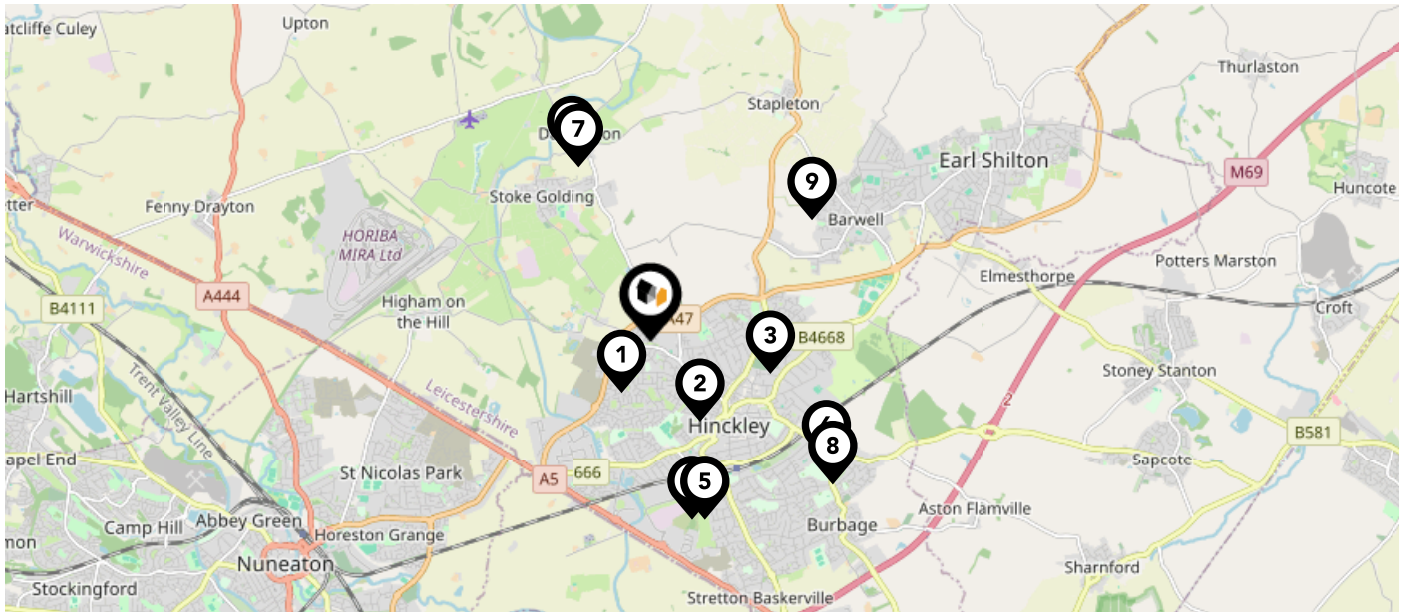 atcliffe Culey
Upton
Thurlaston
Stapleton
7
Earl Shilton
M69
Huncote
9
Stoke Golding
etter
Fenny Drayton
Barwell
HORIBA
MIRA Ltd
Warwickshire
Potters Marston
Elmesthorpe
A444
B4111
Higham on
the Hill
A47
Croft
3
B4668
1
2
Stoney Stanton
Hartshill
Trent Valley Line
Leicestershire
2
Hinckley
6
8
B581
apel End
St Nicolas Park
A5
666
5
Sapcote
Camp Hill
Abbey Green
Aston Flamville
Burbage
mon
Horeston Grange
Nuneaton
Sharnford
Stockingford
Stretton Baskerville